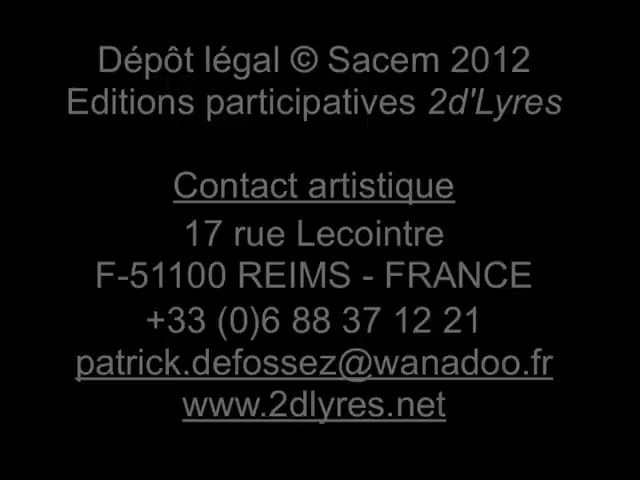 Dépôt légal © Sacem 2012
Editions participatives 2d'Lyres
Contact artistique
17 rue Lecointre
F-51100 REIMS - FRANCE
+33 (0)6 88 37 12 21
patrick.defossez@wanadoo.fr
www.2dlyres.net